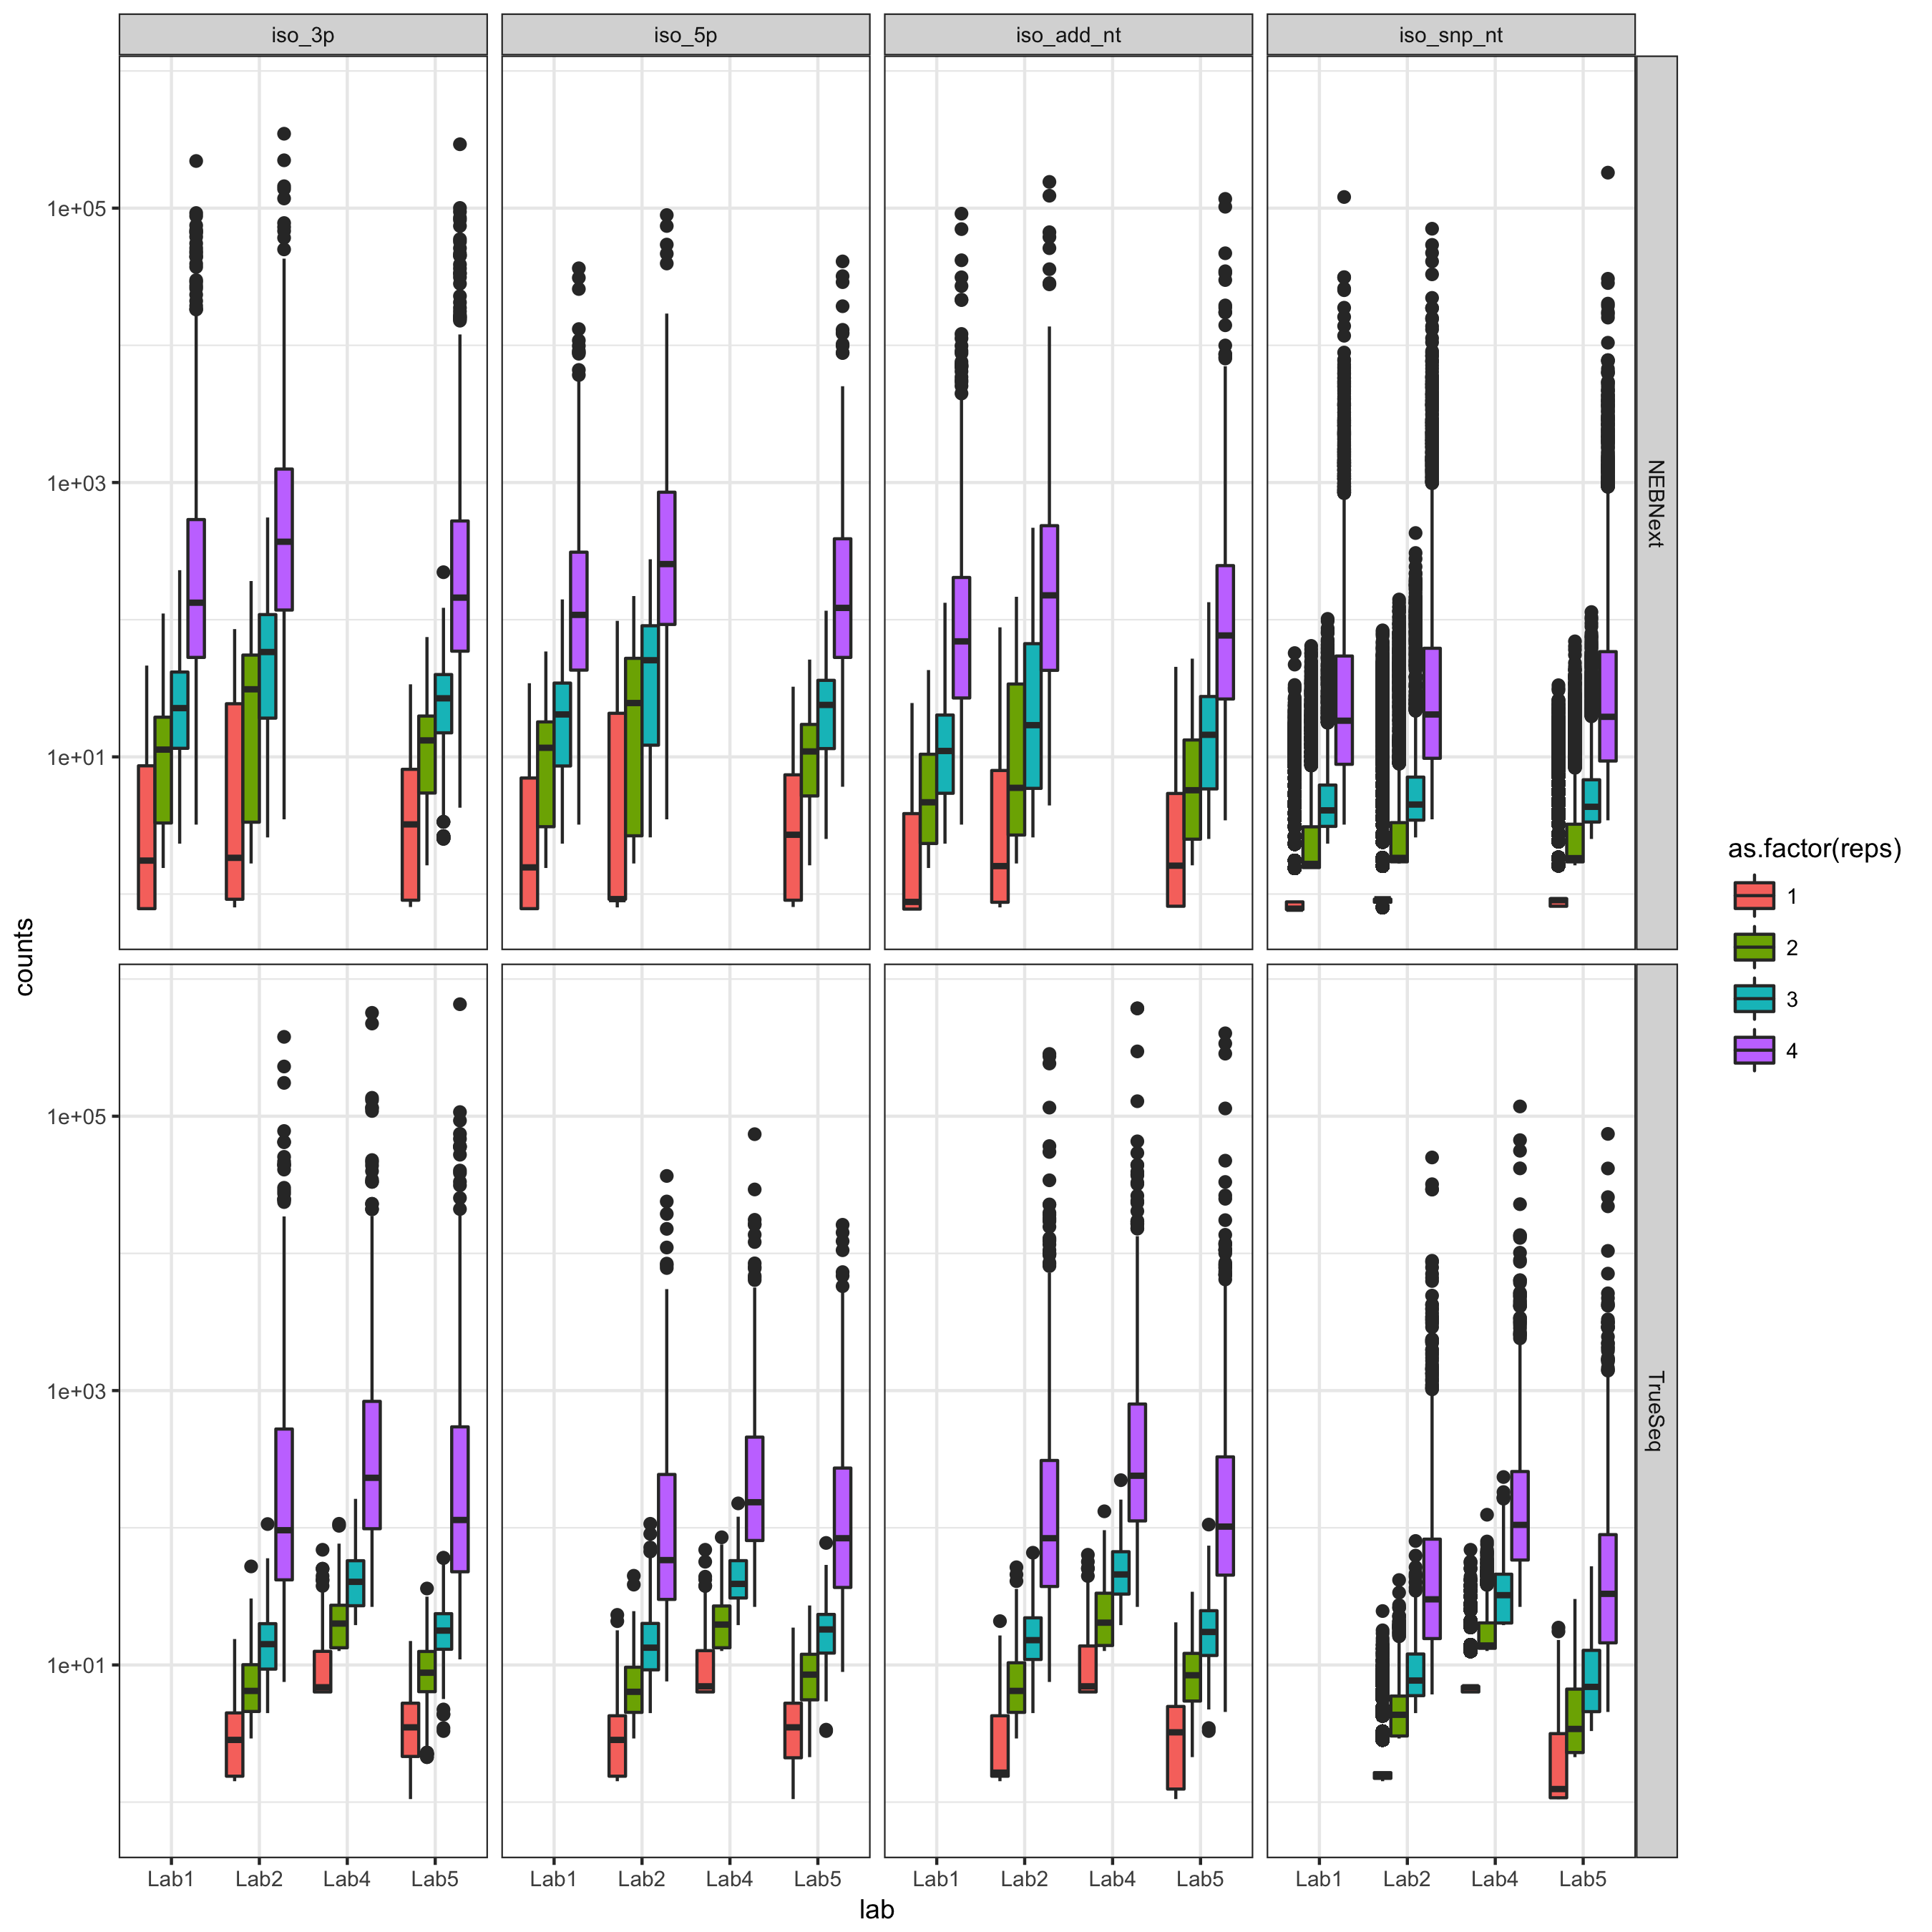 iso_3p iso_5p iso_add_nt iso_snp_nt
1e+05
1e+03
1e+01
NEBNext
counts
1e+05
1e+03
1e+01
TrueSeq
Lab1 Lab2 Lab4 Lab5 Lab1 Lab2 Lab4 Lab5 Lab1 Lab2 Lab4 Lab5 Lab1 Lab2 Lab4 Lab5
lab
as.factor(reps)
1
2
3
4